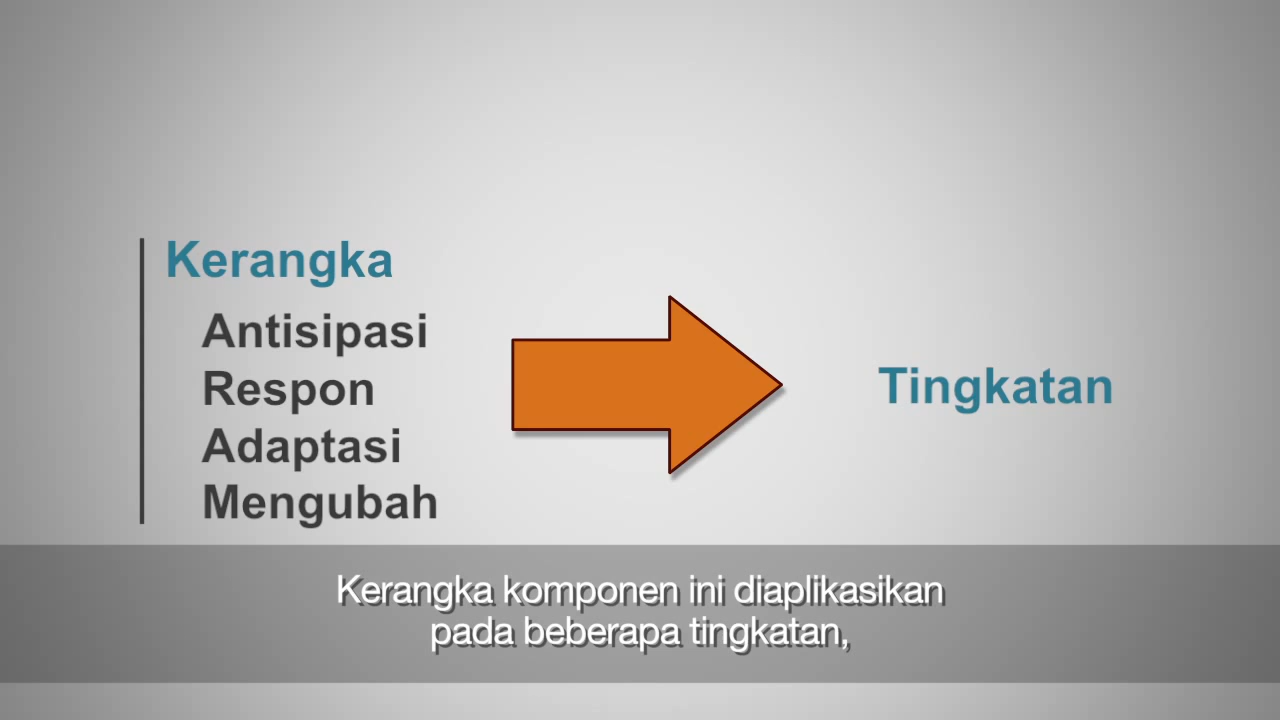 Kerangka
Antisipasi
Respon
Adaptasi
Mengubah
Tingkatan
Kerangka komponen ini diaplikasikan
pada beberapa tingkatan,